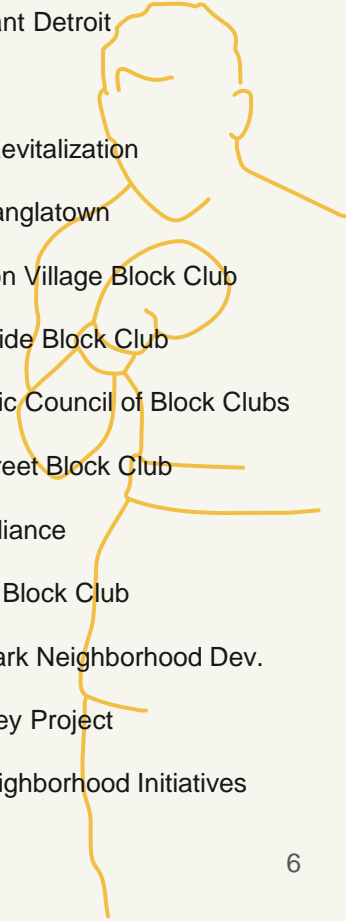 ant Detroit
evitalization
anglatown
on Village Block Club
ide Block Club
ic Council of Block Clubs
reet Block Club
liance
Block Club
ark Neighborhood Dev.
ey Project
ighborhood Initiatives
6